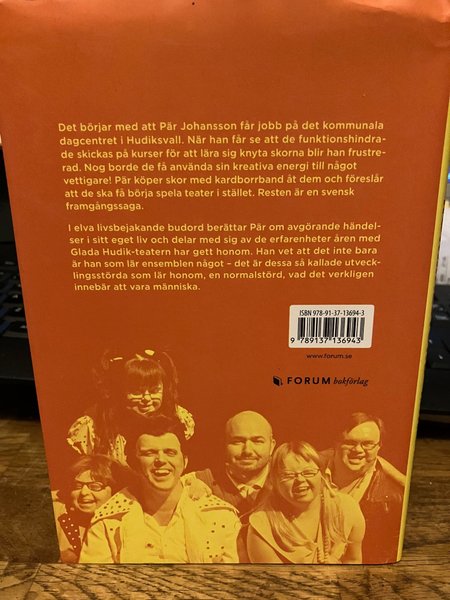 Det börjar med att Pär Johansson får jobb på det kommunala
dagcentret i Hudiksvall. När han får se att de funktionshindra-
de skickas på kurser för att lära sig knyta skorna blir han frustre-
rad. Nog borde de få använda sin kreativa energi till något
vettigare! Pär köper skor med kardborrband åt dem och föreslår
att de ska få börja spela teater i stället. Resten är en svensk
framgångssaga.
I elva livsbejakande budord berättar Pär om avgörande händel-
ser i sitt eget liv och delar med sig av de erfarenheter åren med
Glada Hudik-teatern har gett honom. Han vet att det inte bara
är han som lär ensemblen något – det är dessa så kallade utveck-
lingsstörda som lär honom, en normalstörd, vad det verkligen
innebär att vara människa.
ISBN 978-91-37-13694-3
9 789137 136943
www.forum.se
FORUM bokförlag